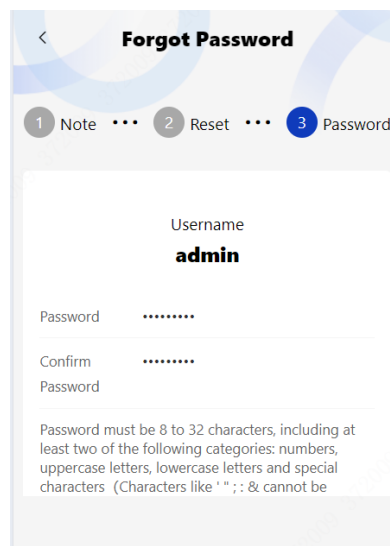 Forgot Password
1 Note ••• 2 Reset ••• 3 Password
Username
admin
Password •••••••••
Confirm •••••••••
Password
Password must be 8 to 32 characters, including at
least two of the following categories: numbers,
uppercase letters, lowercase letters and special
characters (Characters like ' " ; : & cannot be